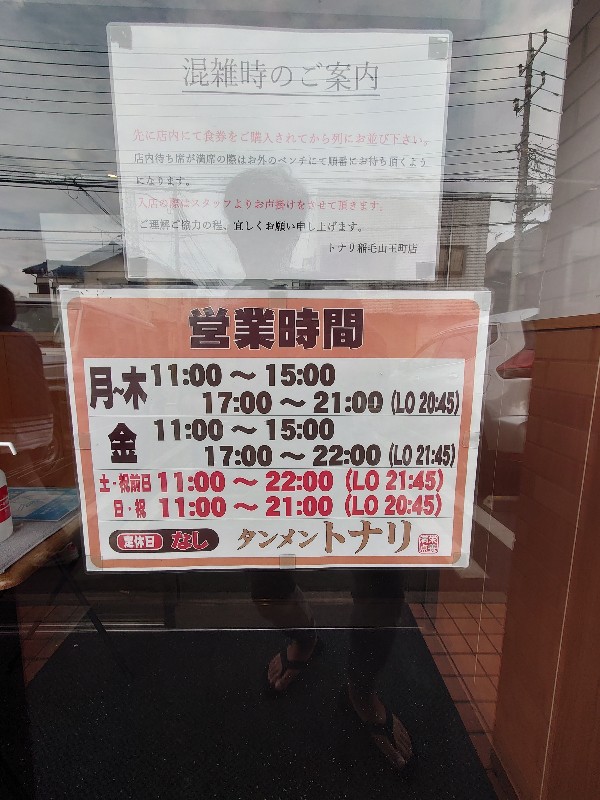 混雑時のご案内
先に店内にて食券をご購入されてから列にお並び下さい。
店内待ち席が満席の際はお外のベンチにて順番にお待ち頂くよう
になります。
入店の際はスタッフよりお声掛けをさせて頂きます。
ご理解ご協力の程、宜しくお願い申し上げます。
トナリ稲毛山王町店
営業時間
月~木 11:00 ~ 15:00
17:00 ~ 21:00 (LO 20:45)
金 11:00 ~ 15:00
17:00 ~ 22:00 (LO 21:45)
土・祝前日 11:00 ~ 22:00 (LO 21:45)
日・祝 11:00 ~ 21:00 (LO 20:45)
定休日 なし タンメントナリ